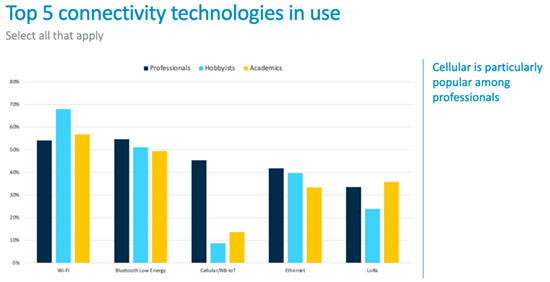 Top 5 connectivity technologies in use
Select all that apply
Professionals Hobbyists Academics
Cellular is particularly
popular among
professionals
80%
70%
60%
50%
40%
30%
20%
10%
0%
Wi-Fi Bluetooth Low Energy Cellular/NB-IoT Ethernet LoRa